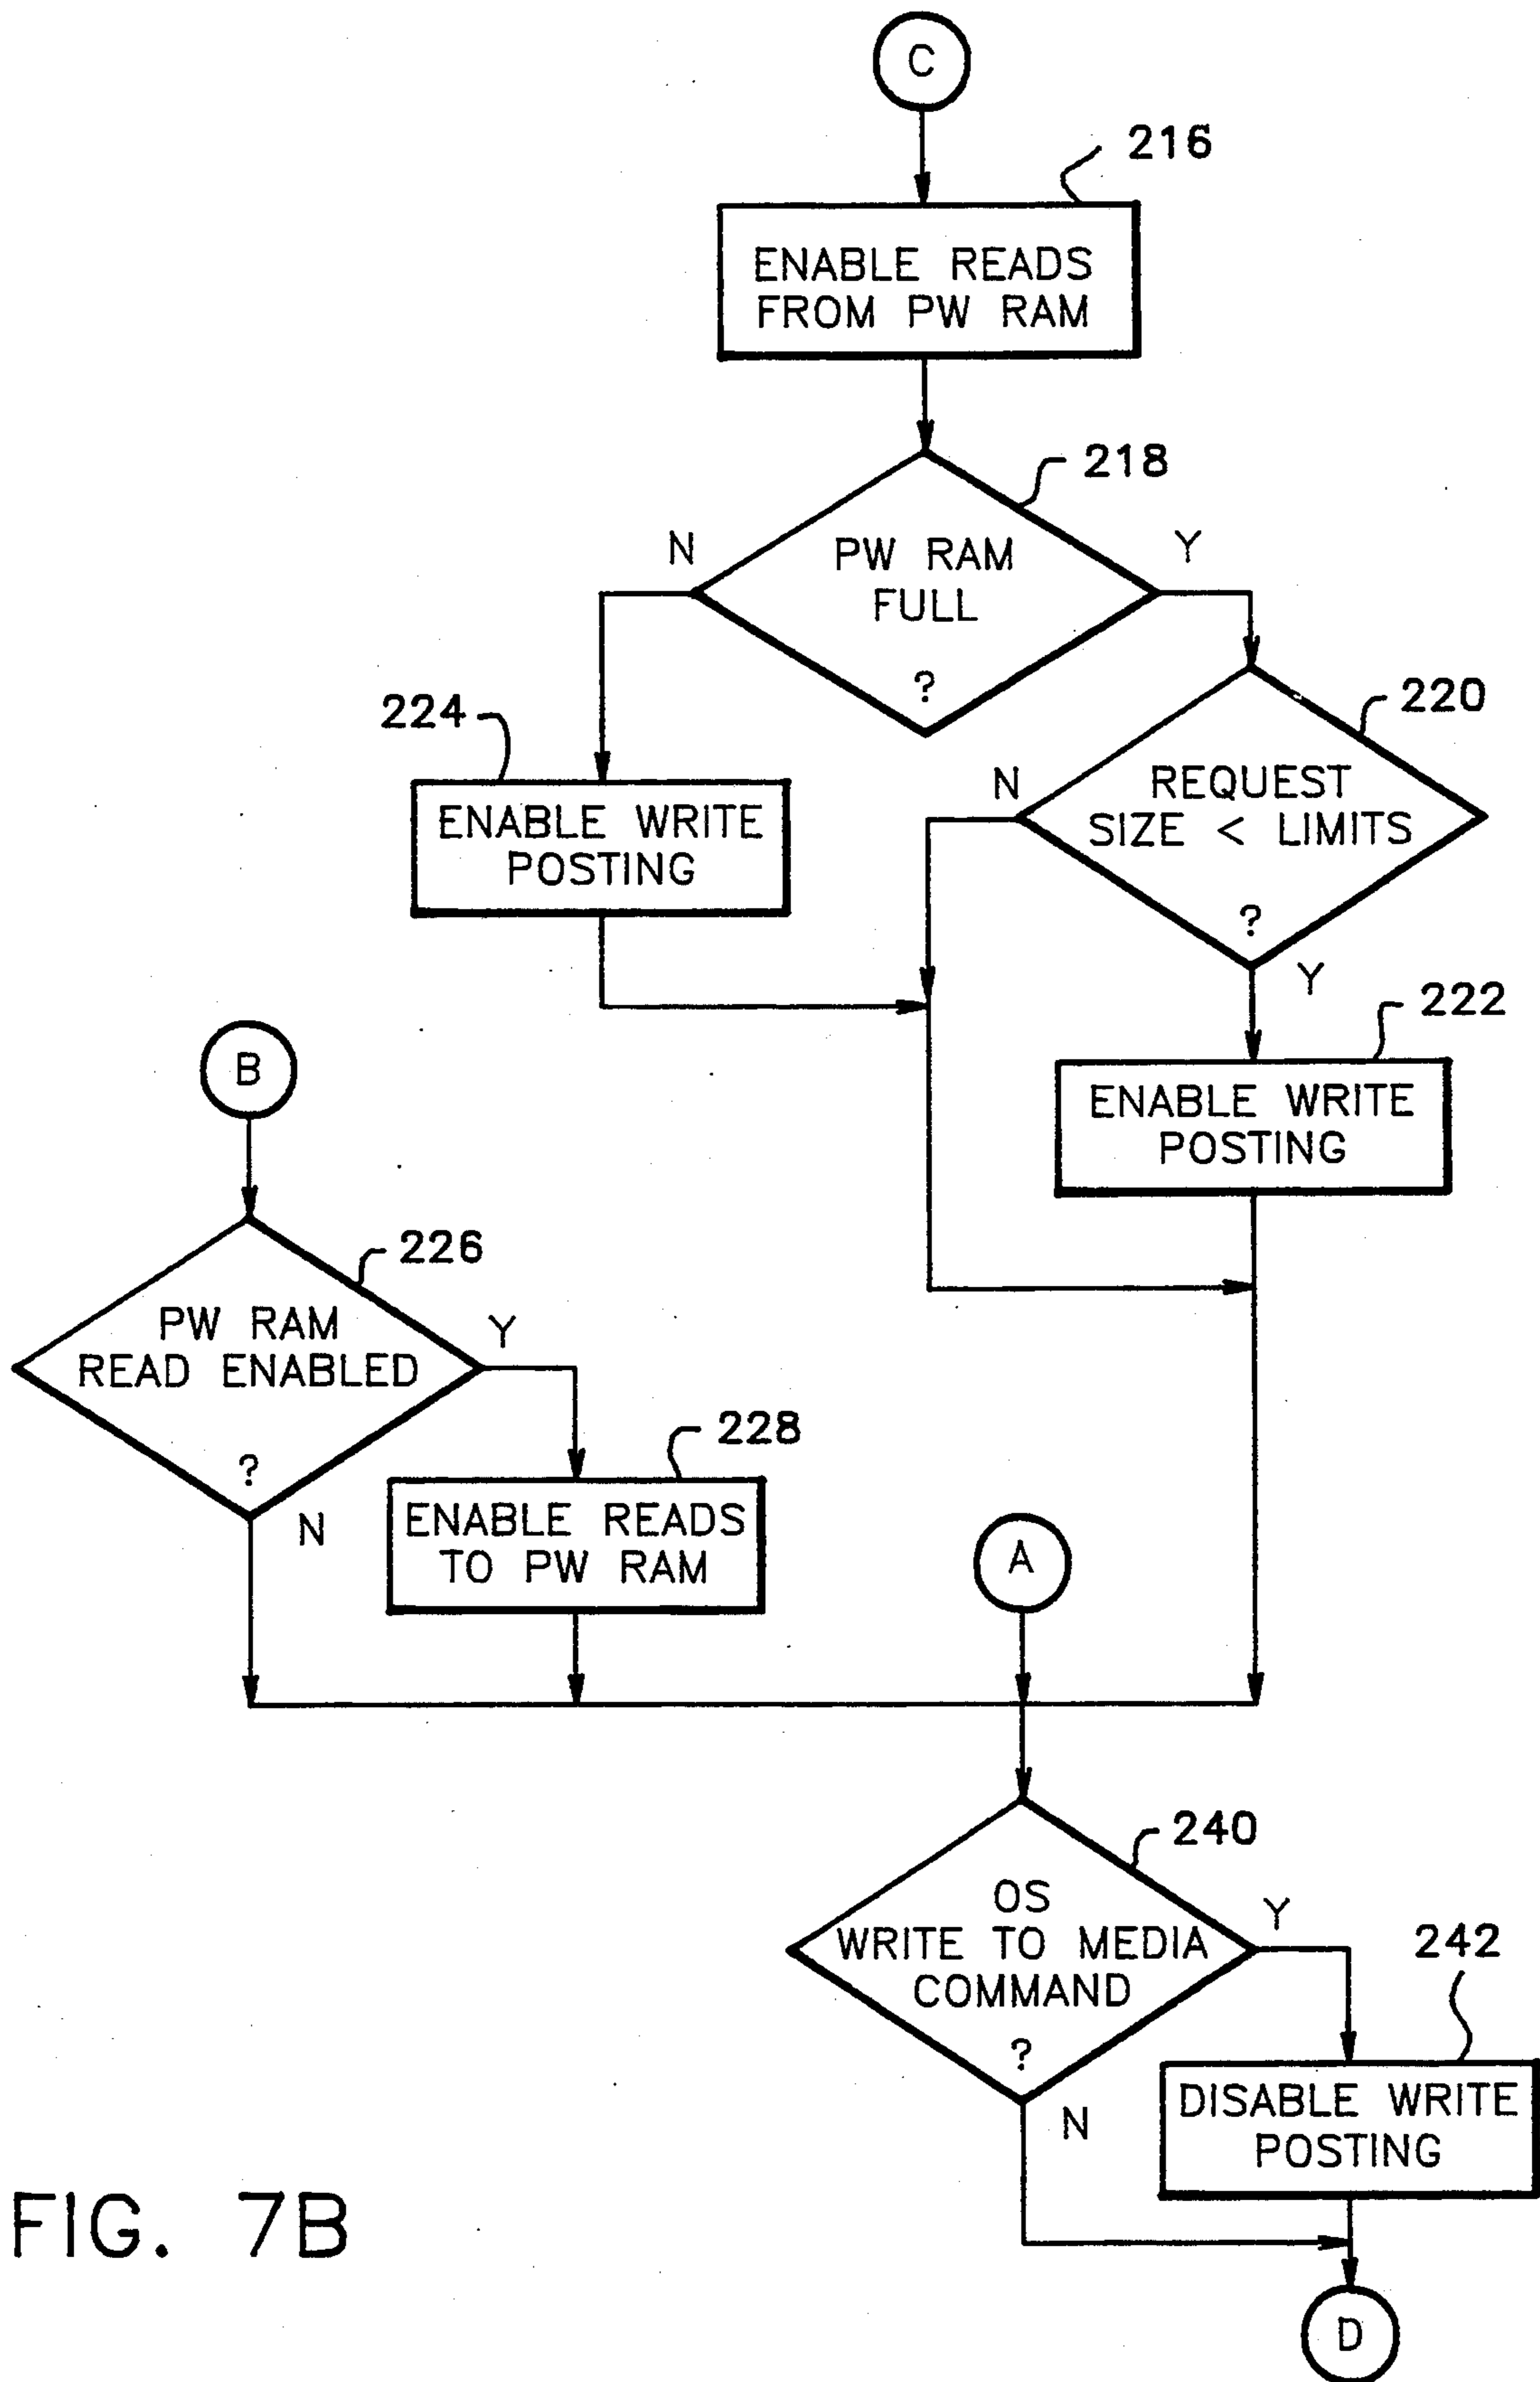 C
216
ENABLE READS
FROM PW RAM
218
N
PW RAM
FULL
?
Y
224
ENABLE WRITE
POSTING
220
N
REQUEST
SIZE < LIMITS
?
Y
222
ENABLE WRITE
POSTING
B
226
PW RAM
READ ENABLED
?
Y
N
228
ENABLE READS
TO PW RAM
A
240
OS
WRITE TO MEDIA
COMMAND
?
Y
N
242
DISABLE WRITE
POSTING
D
FIG. 7B